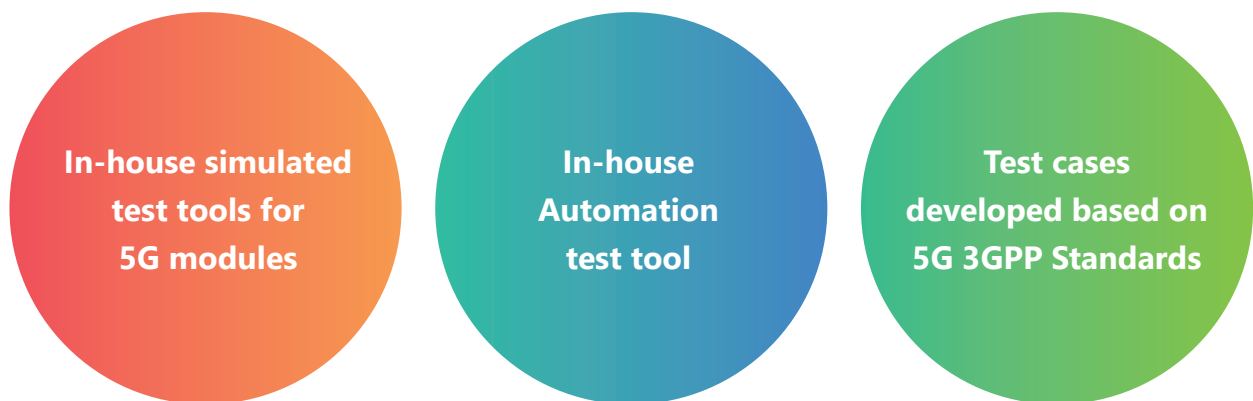 In-house simulated
test tools for
5G modules
In-house
Automation
test tool
Test cases
developed based on
5G 3GPP Standards